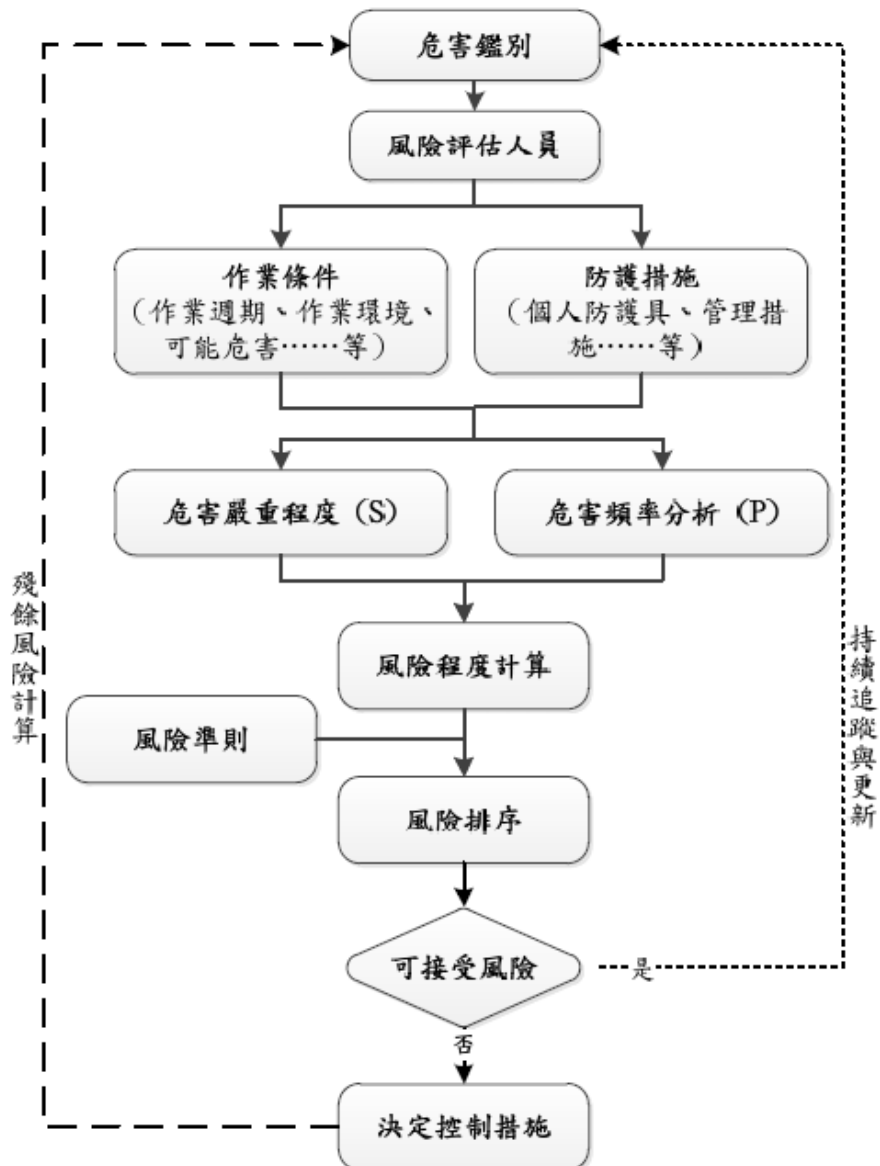 危害鑑別
風險評估人員
作業條件
（作業週期、作業環境、
可能危害……等）
防護措施
（個人防護具、管理措
施……等）
危害嚴重程度（S）
危害頻率分析（P）
風險程度計算
風險準則
風險排序
可接受風險
是
否
決定控制措施
殘餘風險計算
持續追蹤與更新